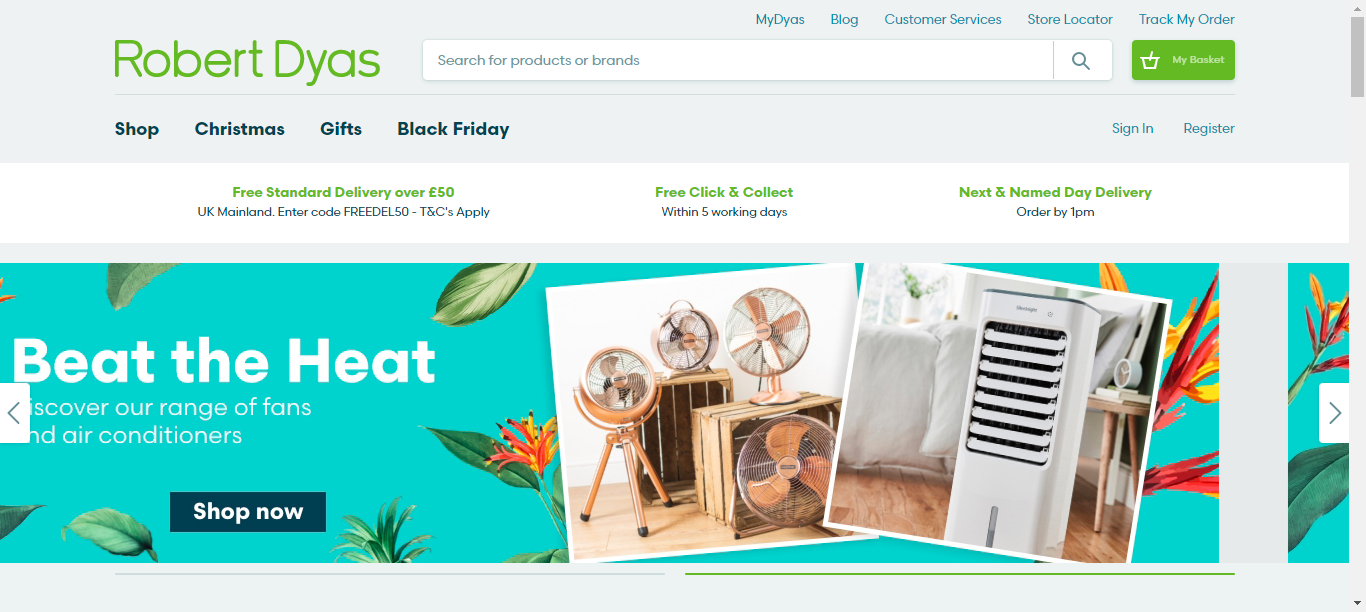 MyDyas Blog Customer Services Store Locator Track My Order
Robert Dyas
Search for products or brands
My Basket
Shop Christmas Gifts Black Friday
Sign In Register
Free Standard Delivery over £50
UK Mainland. Enter code FREEDEL50 - T&C's Apply
Free Click & Collect
Within 5 working days
Next & Named Day Delivery
Order by 1pm
Beat the Heat
iscover our range of fans
nd air conditioners
Shop now